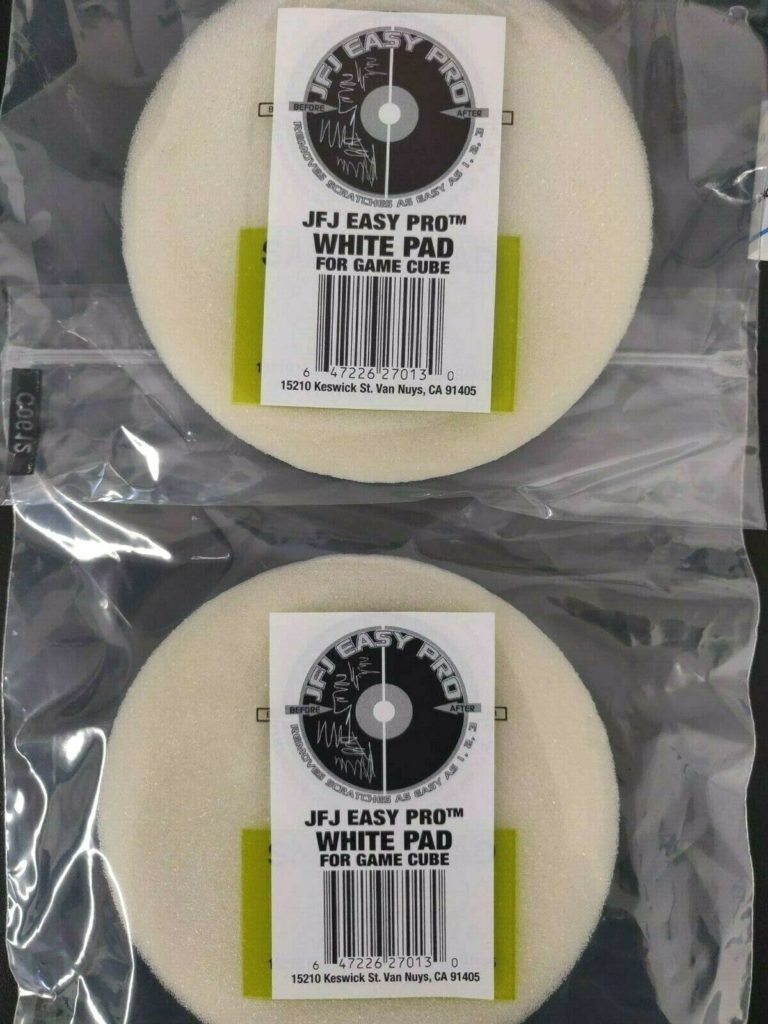 JFJ EASY PRO
BEFORE
AFTER
REMOVES SCRATCHES AS EASY AS 1, 2, 3
JFJ EASY PRO™
WHITE PAD
FOR GAME CUBE
6 47226 27013 0
15210 Keswick St. Van Nuys, CA 91405
C0612
JFJ EASY PRO
BEFORE
AFTER
REMOVES SCRATCHES AS EASY AS 1, 2, 3
JFJ EASY PRO™
WHITE PAD
FOR GAME CUBE
6 47226 27013 0
15210 Keswick St. Van Nuys, CA 91405